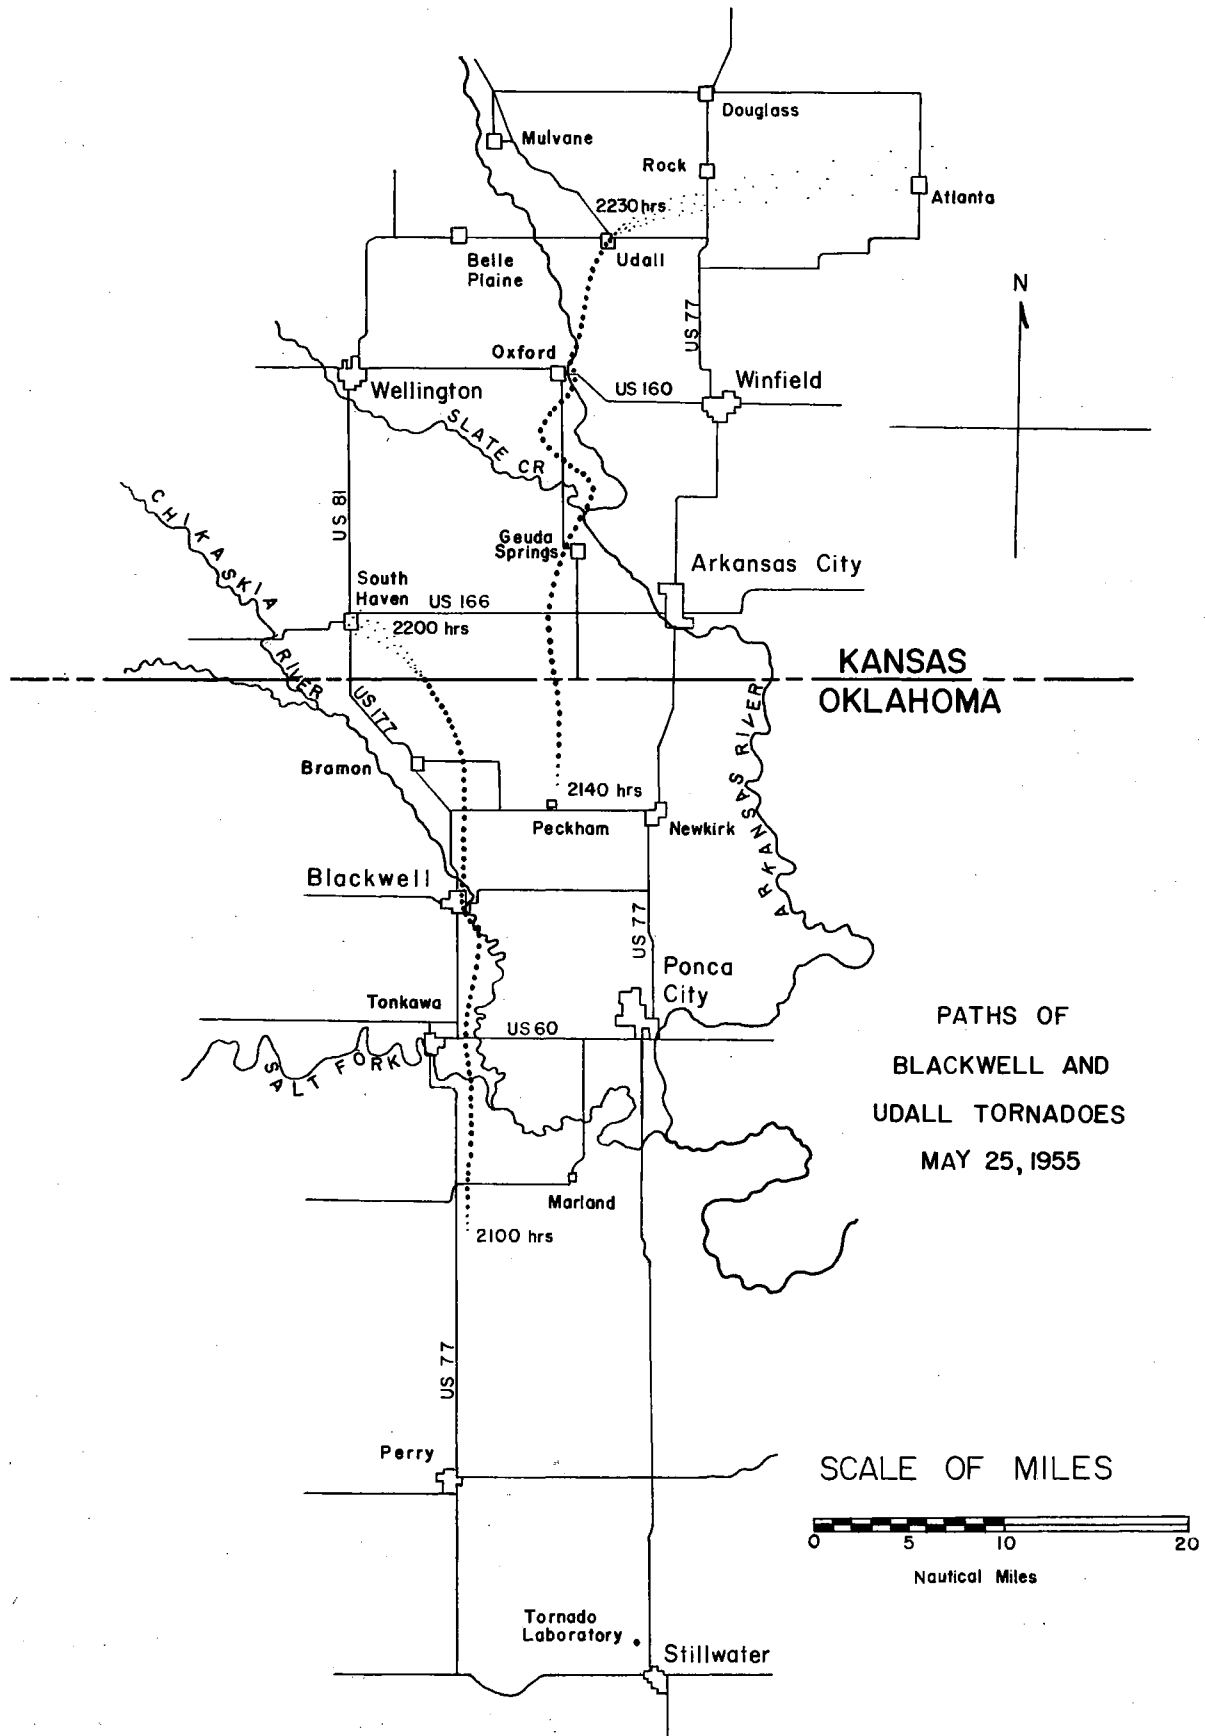 Douglass
Mulvane
Rock
Atlanta
2230 hrs
Belle
Plaine
Udall
N
US 77
Oxford
Wellington
US 160
Winfield
SLATE CR
CHIKASKIA
RIVER
US 81
Geuda
Springs
Arkansas City
South
Haven
US 166
2200 hrs
KANSAS
OKLAHOMA
US 177
ARKANSAS RIVER
Bramon
2140 hrs
Peckham
Newkirk
Blackwell
US 77
Ponca
City
Tonkawa
US 60
SALT FORK
PATHS OF
BLACKWELL AND
UDALL TORNADOES
MAY 25, 1955
Marland
2100 hrs
US 77
Perry
SCALE OF MILES
0 5 10 20
Nautical Miles
Tornado
Laboratory
Stillwater